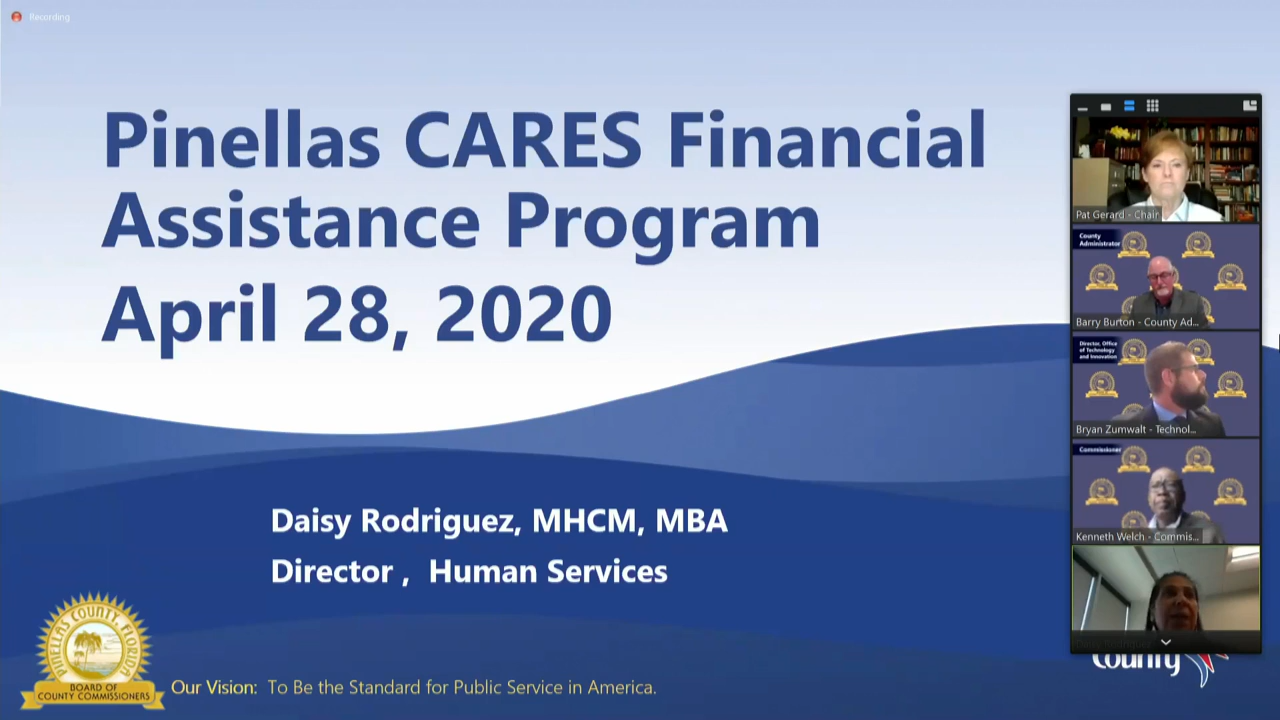 Recording
Pinellas CARES Financial
Assistance Program
April 28, 2020
Daisy Rodriguez, MHCM, MBA
Director ,  Human Services
PINELLAS COUNTY, FLORIDA
BOARD OF
COUNTY COMMISSIONERS
Our Vision:  To Be the Standard for Public Service in America.
Pat Gerard - Chair
County
Administrator
Barry Burton - County Ad...
Director, Office
of Technology
and Innovation
Bryan Zumwalt - Technol...
Commissioner
Kenneth Welch - Commis...
County